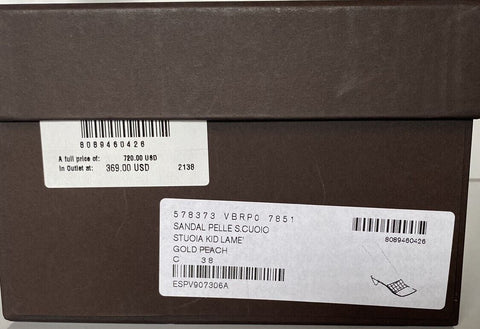 8089460426
A full price of: 720.00 USD
In Outlet at: 369.00 USD 2138
578373 VBRP0 7851
SANDAL PELLE S.CUOIO
STUOIA KID LAME'
GOLD PEACH
C 38
8089460426
ESPV907306A